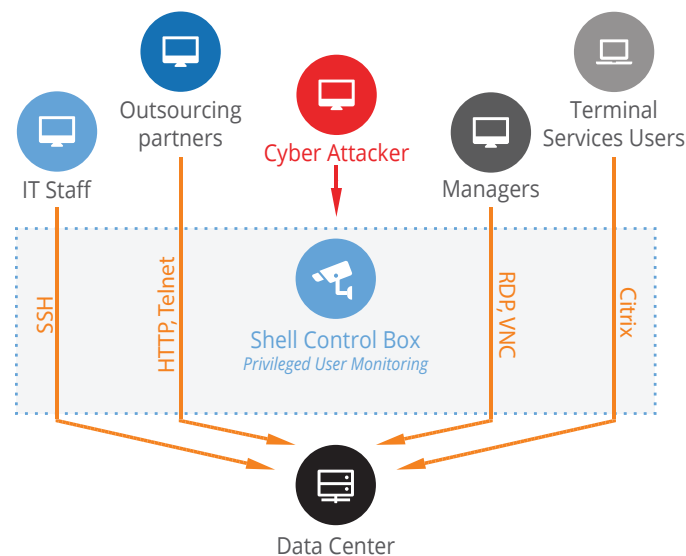 Outsourcing
partners
Cyber Attacker
Terminal
Services Users
IT Staff
Managers
SSH
HTTP, Telnet
RDP, VNC
Citrix
Shell Control Box
Privileged User Monitoring
Data Center